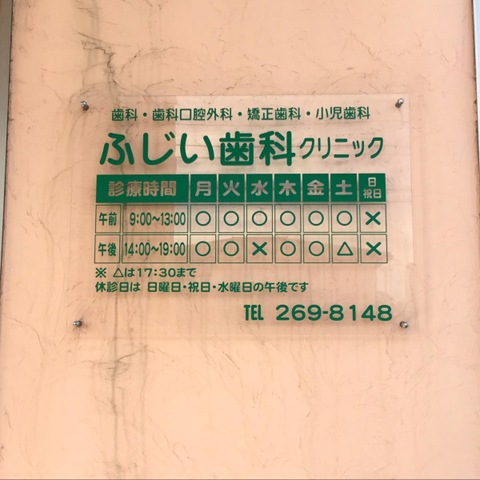 歯科・歯科口腔外科・矯正歯科・小児歯科
ふじい歯科クリニック
診療時間 月 火 水 木 金 土 日祝日
午前 9:00~13:00 ○ ○ ○ ○ ○ ○ ×
午後 14:00~19:00 ○ ○ × ○ ○ △ ×
※ △は17:30まで
休診日は 日曜日・祝日・水曜日の午後です
TEL 269-8148